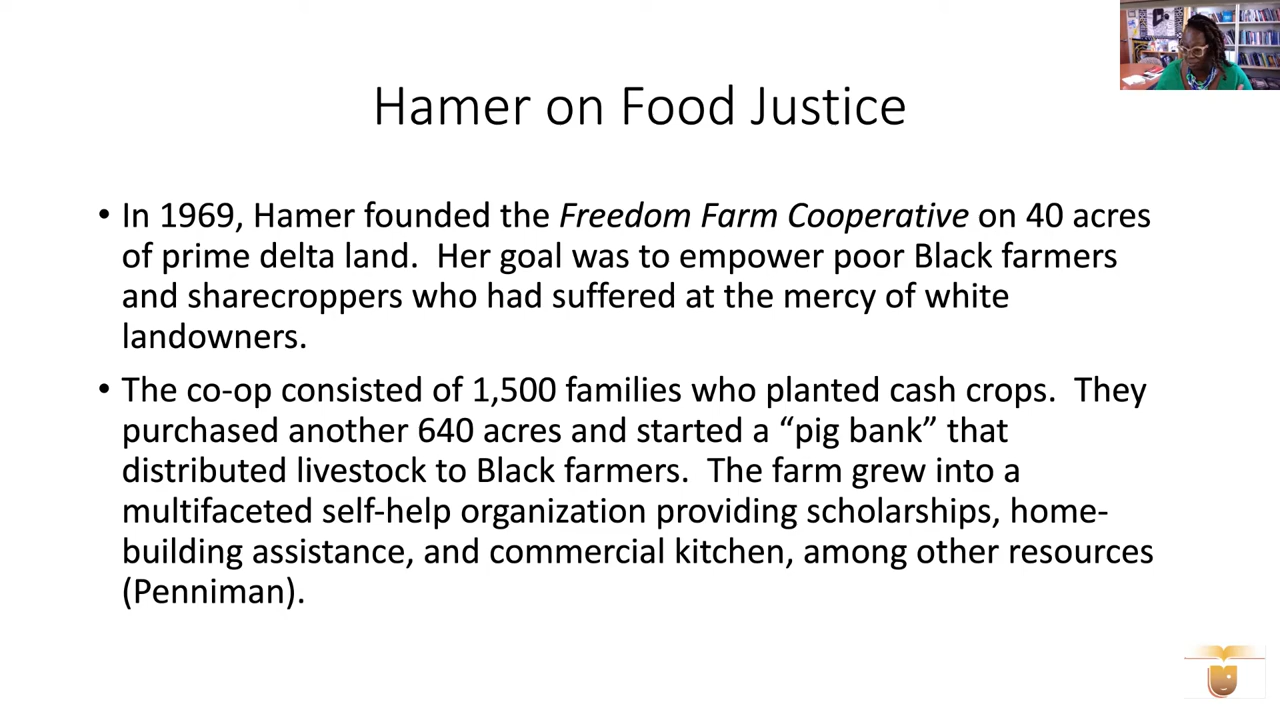 Hamer on Food Justice
• In 1969, Hamer founded the Freedom Farm Cooperative on 40 acres
of prime delta land.  Her goal was to empower poor Black farmers
and sharecroppers who had suffered at the mercy of white
landowners.
• The co-op consisted of 1,500 families who planted cash crops.  They
purchased another 640 acres and started a “pig bank” that
distributed livestock to Black farmers.  The farm grew into a
multifaceted self-help organization providing scholarships, home-
building assistance, and commercial kitchen, among other resources
(Penniman).